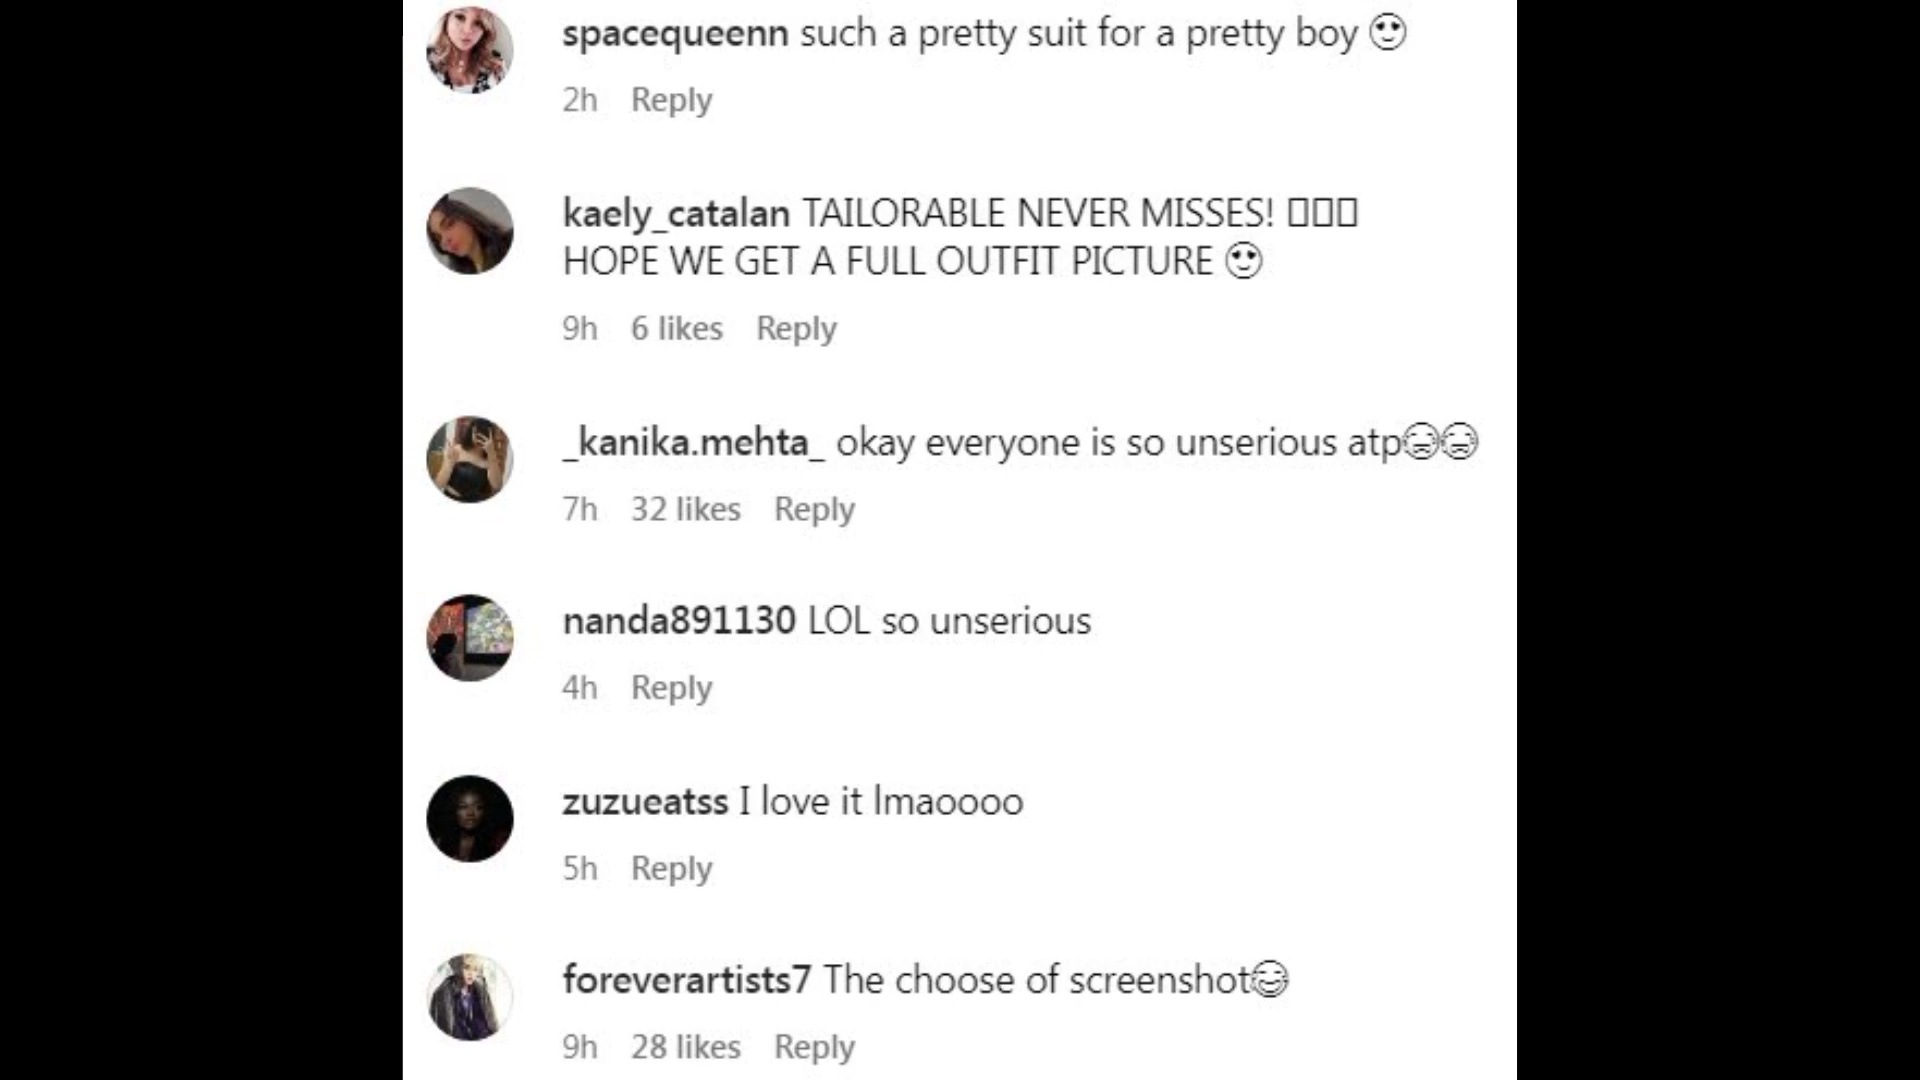 spacequeenn such a pretty suit for a pretty boy 😍
2h Reply
kaely_catalan TAILORABLE NEVER MISSES! □□□
HOPE WE GET A FULL OUTFIT PICTURE 😍
9h 6 likes Reply
_kanika.mehta_ okay everyone is so unserious atp😭😭
7h 32 likes Reply
nanda891130 LOL so unserious
4h Reply
zuzueatss I love it lmaoooo
5h Reply
foreverartists7 The choose of screenshot😂
9h 28 likes Reply